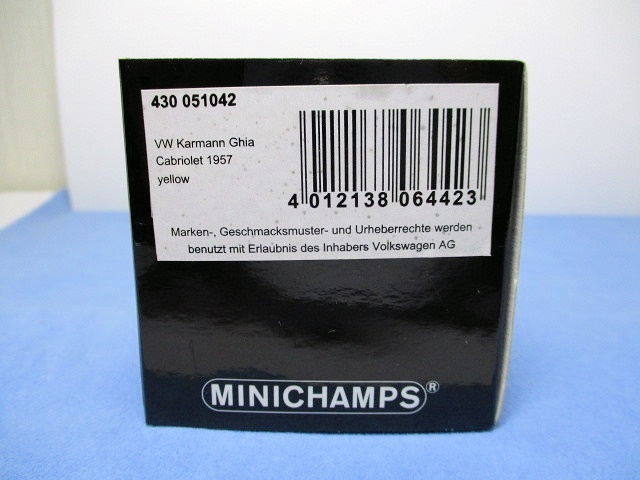 430 051042
VW Karmann Ghia
Cabriolet 1957
yellow
4 012138 064423
Marken-, Geschmacksmuster- und Urheberrechte werden
benutzt mit Erlaubnis des Inhabers Volkswagen AG
MINICHAMPS®